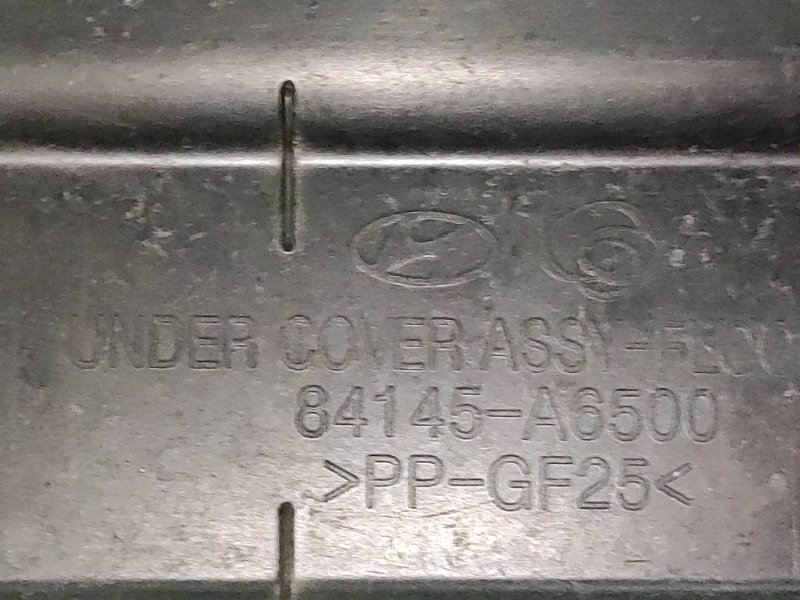 UNDER COVER ASSY-FLO
84145-A6500
>PP-GF25<